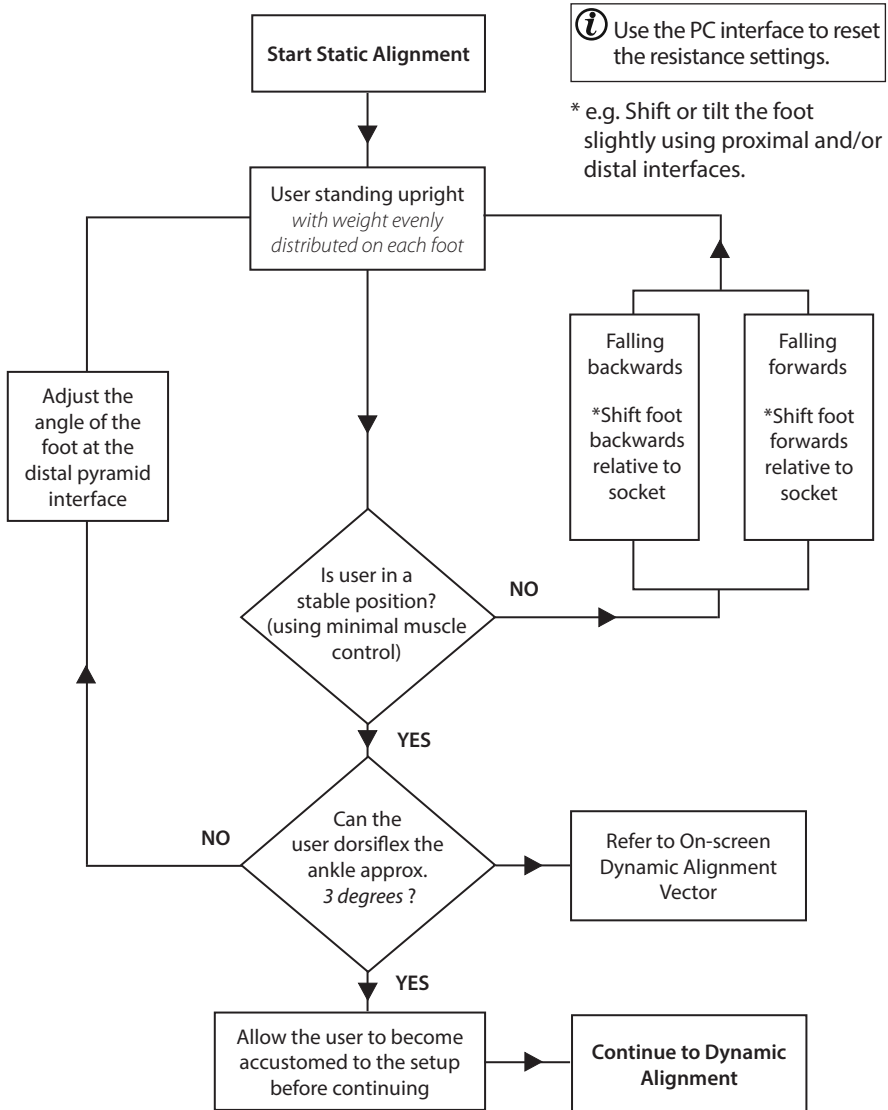 Start Static Alignment
i Use the PC interface to reset
the resistance settings.
* e.g. Shift or tilt the foot
slightly using proximal and/or
distal interfaces.
User standing upright
with weight evenly
distributed on each foot
Adjust the
angle of the
foot at the
distal pyramid
interface
Falling
backwards
*Shift foot
backwards
relative to
socket
Falling
forwards
*Shift foot
forwards
relative to
socket
Is user in a
stable position?
(using minimal muscle
control)
NO
YES
Can the
user dorsiflex the
ankle approx.
3 degrees ?
NO
Refer to On-screen
Dynamic Alignment
Vector
YES
Allow the user to become
accustomed to the setup
before continuing
Continue to Dynamic
Alignment